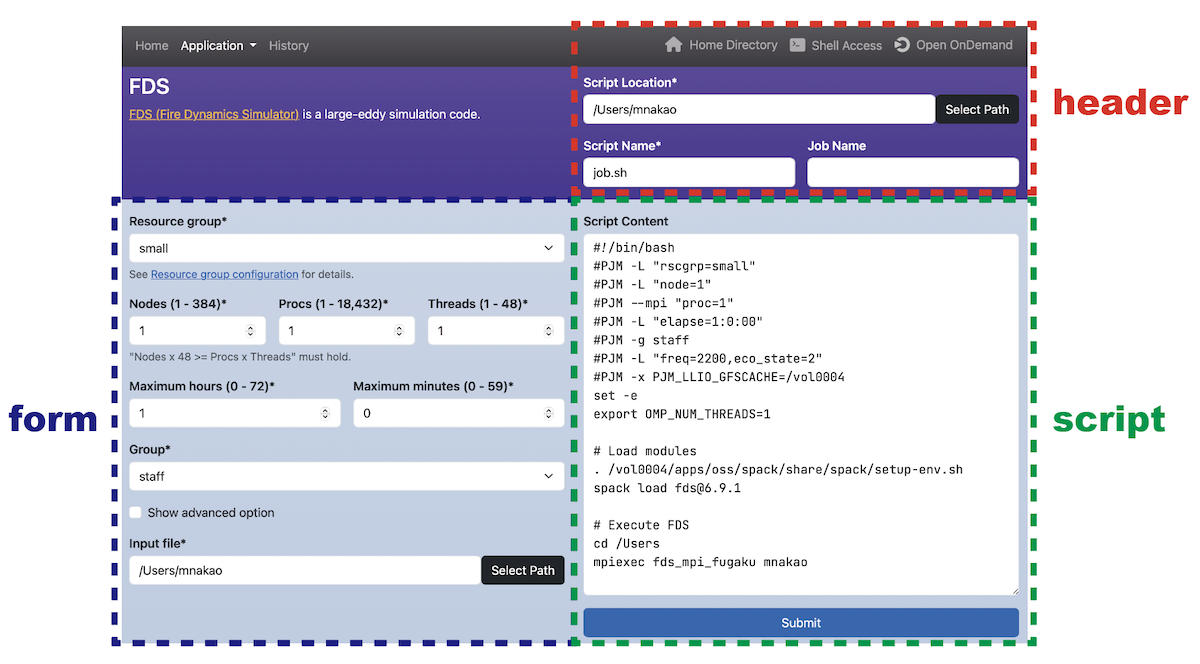 Home Application History
Home Directory Shell Access Open OnDemand
FDS
FDS (Fire Dynamics Simulator) is a large-eddy simulation code.
Script Location*
/Users/mnakao
Select Path
Script Name*
Job Name
job.sh
header
form
Resource group*
small
See Resource group configuration for details.
Nodes (1 - 384)*
Procs (1 - 18,432)*
Threads (1 - 48)*
1
1
1
"Nodes x 48 >= Procs x Threads" must hold.
Maximum hours (0 - 72)*
Maximum minutes (0 - 59)*
1
0
Group*
staff
Show advanced option
Input file*
/Users/mnakao
Select Path
Script Content
#!/bin/bash
#PJM -L "rscgrp=small"
#PJM -L "node=1"
#PJM --mpi "proc=1"
#PJM -L "elapse=1:0:00"
#PJM -g staff
#PJM -L "freq=2200,eco_state=2"
#PJM -x PJM_LLIO_GFSCACHE=/vol0004
set -e
export OMP_NUM_THREADS=1
# Load modules
. /vol0004/apps/oss/spack/share/spack/setup-env.sh
spack load fds@6.9.1
# Execute FDS
cd /Users
mpiexec fds_mpi_fugaku mnakao
Submit
script